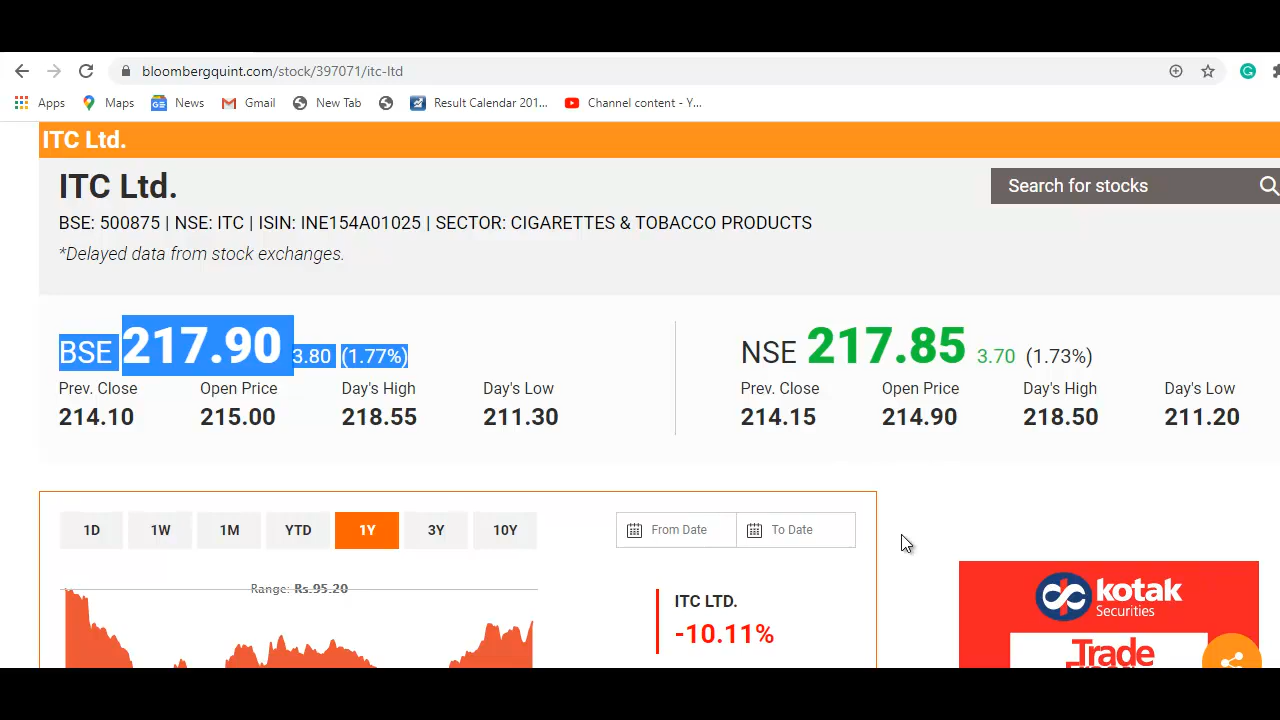 bloombergquint.com/stock/397071/itc-ltd
Apps Maps News Gmail New Tab Result Calendar 201... Channel content - Y...
ITC Ltd.
ITC Ltd.
Search for stocks
BSE: 500875 | NSE: ITC | ISIN: INE154A01025 | SECTOR: CIGARETTES & TOBACCO PRODUCTS
*Delayed data from stock exchanges.
BSE 217.90 3.80 (1.77%)
Prev. Close Open Price Day's High Day's Low
214.10 215.00 218.55 211.30
NSE 217.85 3.70 (1.73%)
Prev. Close Open Price Day's High Day's Low
214.15 214.90 218.50 211.20
1D 1W 1M YTD 1Y 3Y 10Y
From Date To Date
Range: Rs.95.20
ITC LTD.
-10.11%
kotak
Securities
Trade